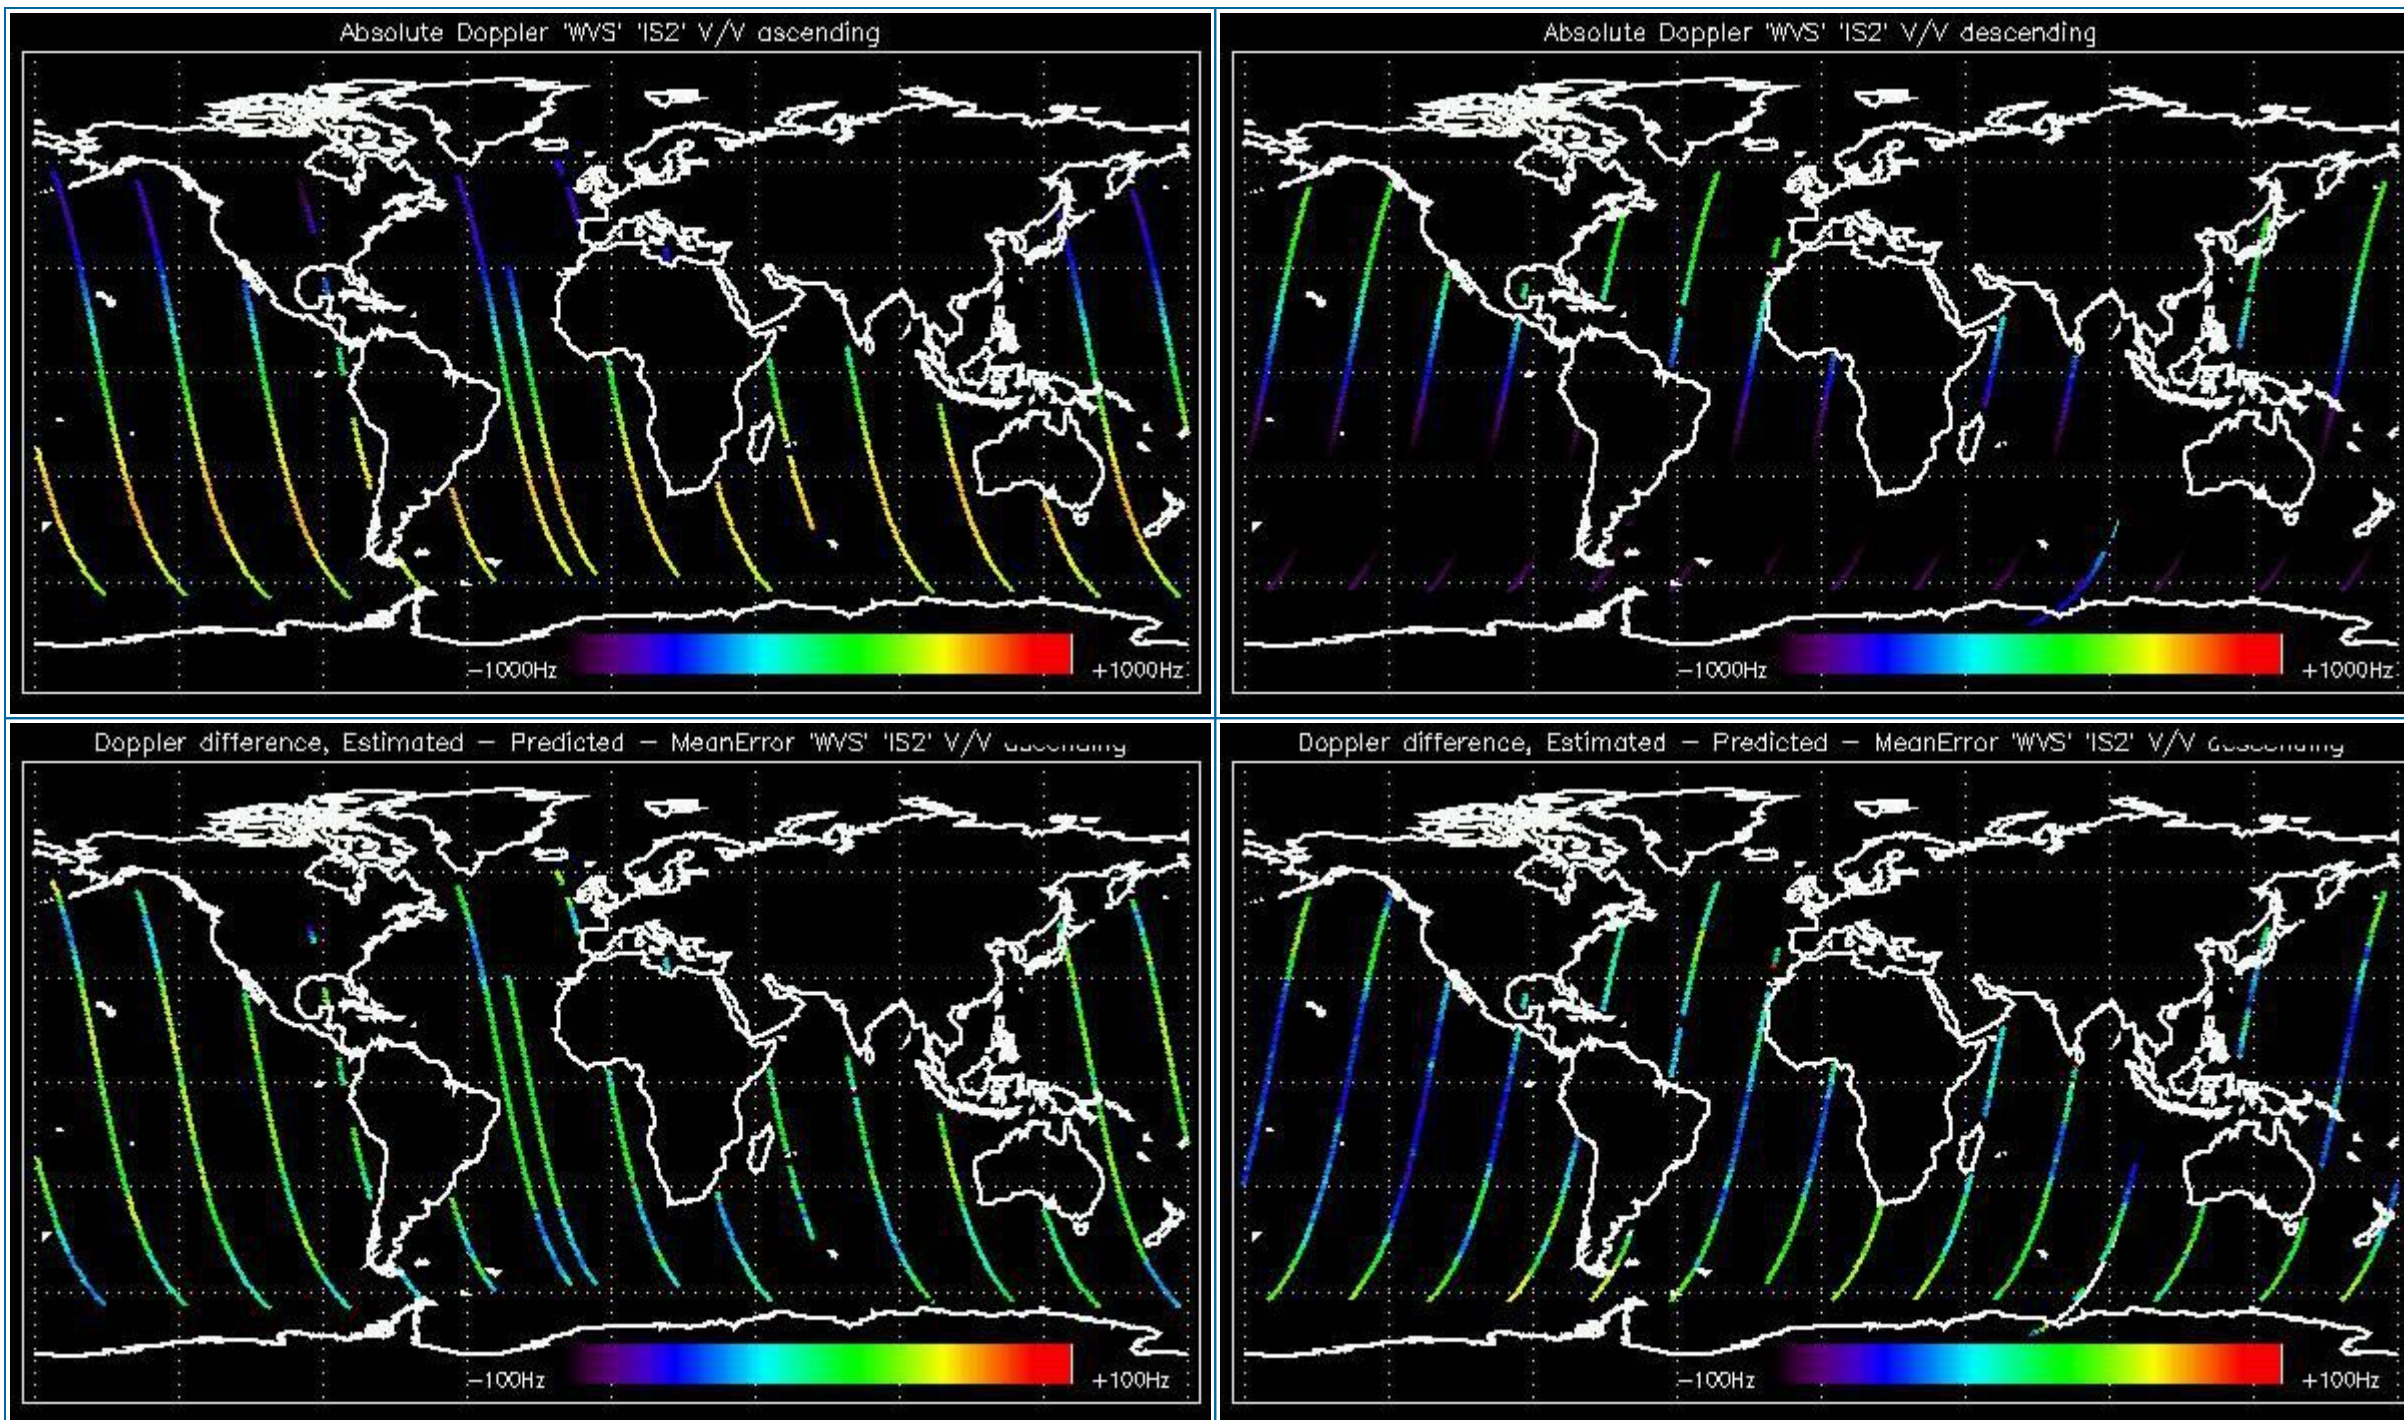 Absolute Doppler 'WVS' 'IS2' V/V ascending
-1000Hz +1000Hz
Absolute Doppler 'WVS' 'IS2' V/V descending
-1000Hz +1000Hz
Doppler difference, Estimated - Predicted - MeanError 'WVS' 'IS2' V/V
-100Hz +100Hz
Doppler difference, Estimated - Predicted - MeanError 'WVS' 'IS2' V/V
-100Hz +100Hz